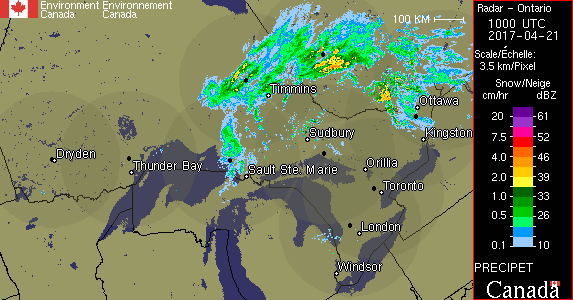 Environment Environnement
Canada Canada
100 KM
Timmins
Ottawa
Sudbury
Kingston
Dryden
Thunder Bay
Sault Ste. Marie
Orillia
Toronto
London
Windsor
Radar - Ontario
1000 UTC
2017-04-21
Scale/Échelle:
3.5 km/Pixel
Snow/Neige
cm/hr dBZ
20 61
7.5 52
4.0 46
2.0 39
1.0 33
0.5 26
0.1 10
PRECIPET
Canada